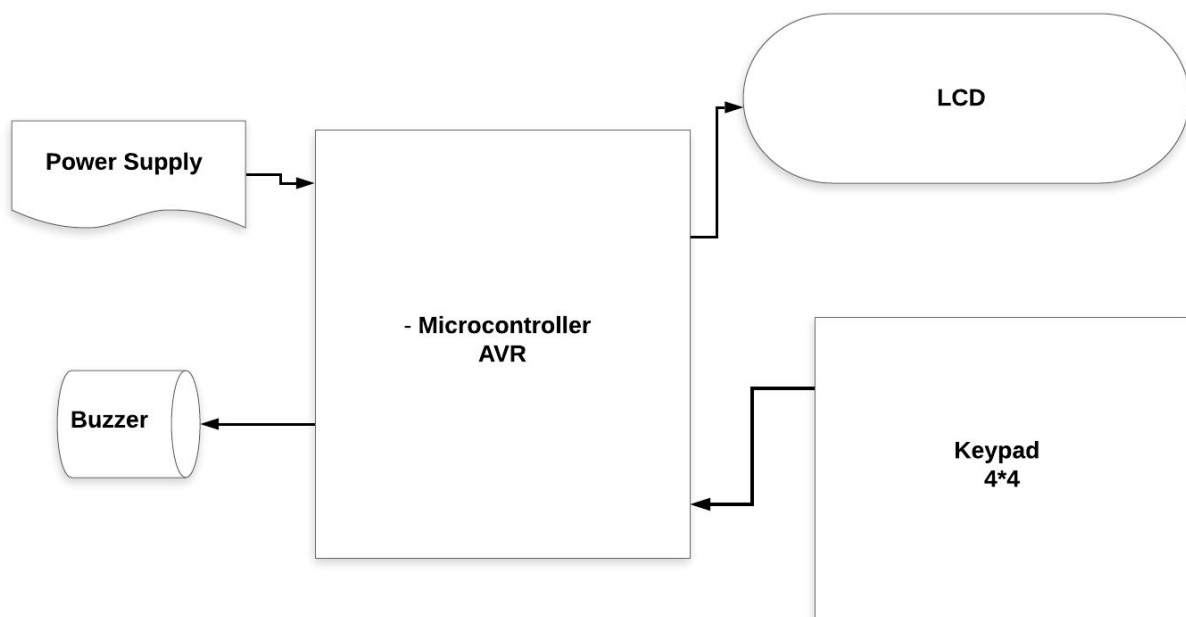 LCD
Power Supply
- Microcontroller
AVR
Buzzer
Keypad
4*4